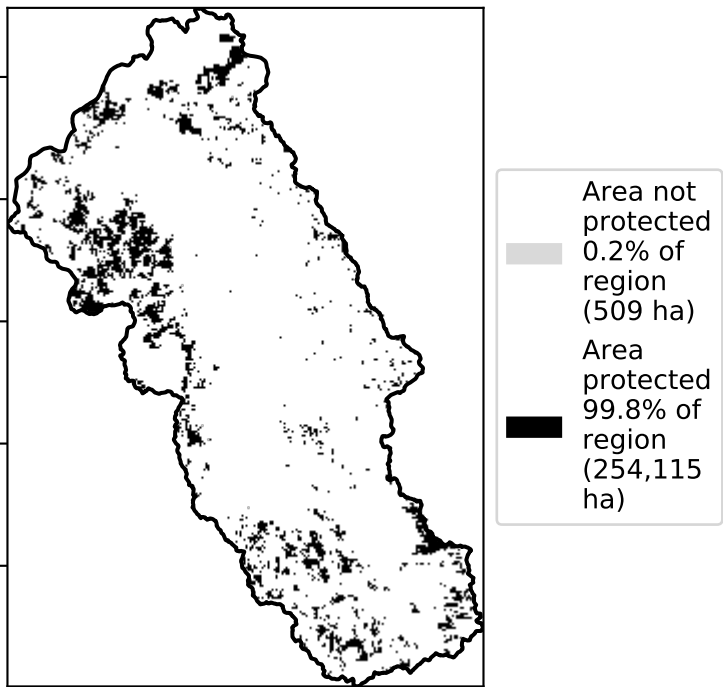 Area not
protected
0.2% of
region
(509 ha)
Area
protected
99.8% of
region
(254,115
ha)